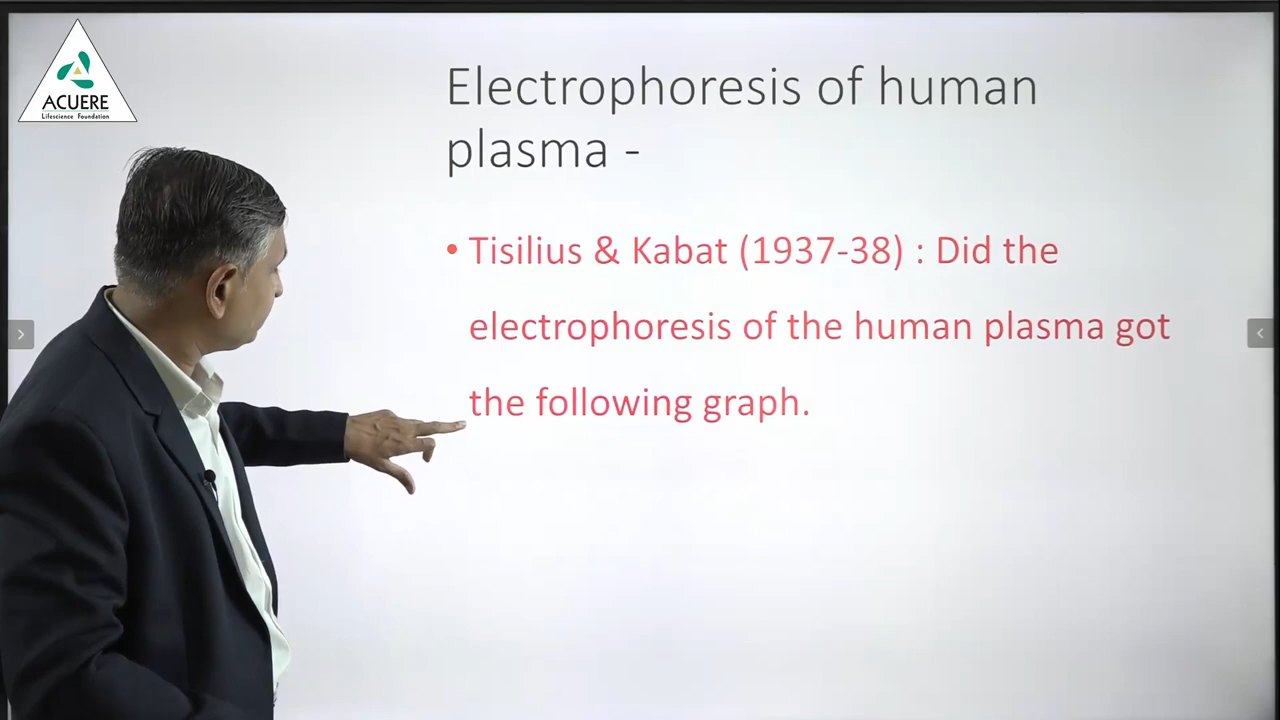 ACUERE
Lifescience Foundation
Electrophoresis of human
plasma -
• Tisilius & Kabat (1937-38) : Did the
electrophoresis of the human plasma got
the following graph.